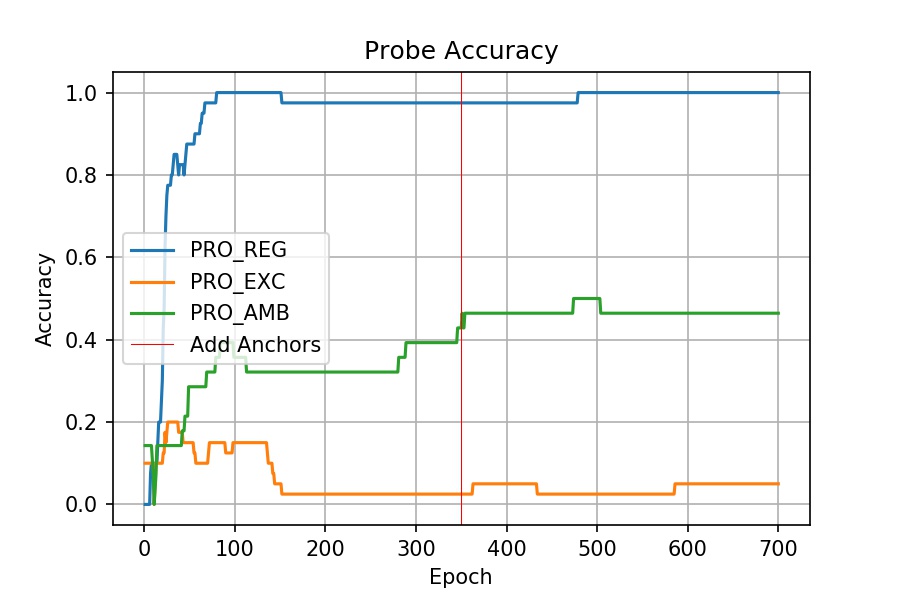 Probe Accuracy
Accuracy
1.0
0.8
0.6
0.4
0.2
0.0
PRO_REG
PRO_EXC
PRO_AMB
Add Anchors
0 100 200 300 400 500 600 700
Epoch